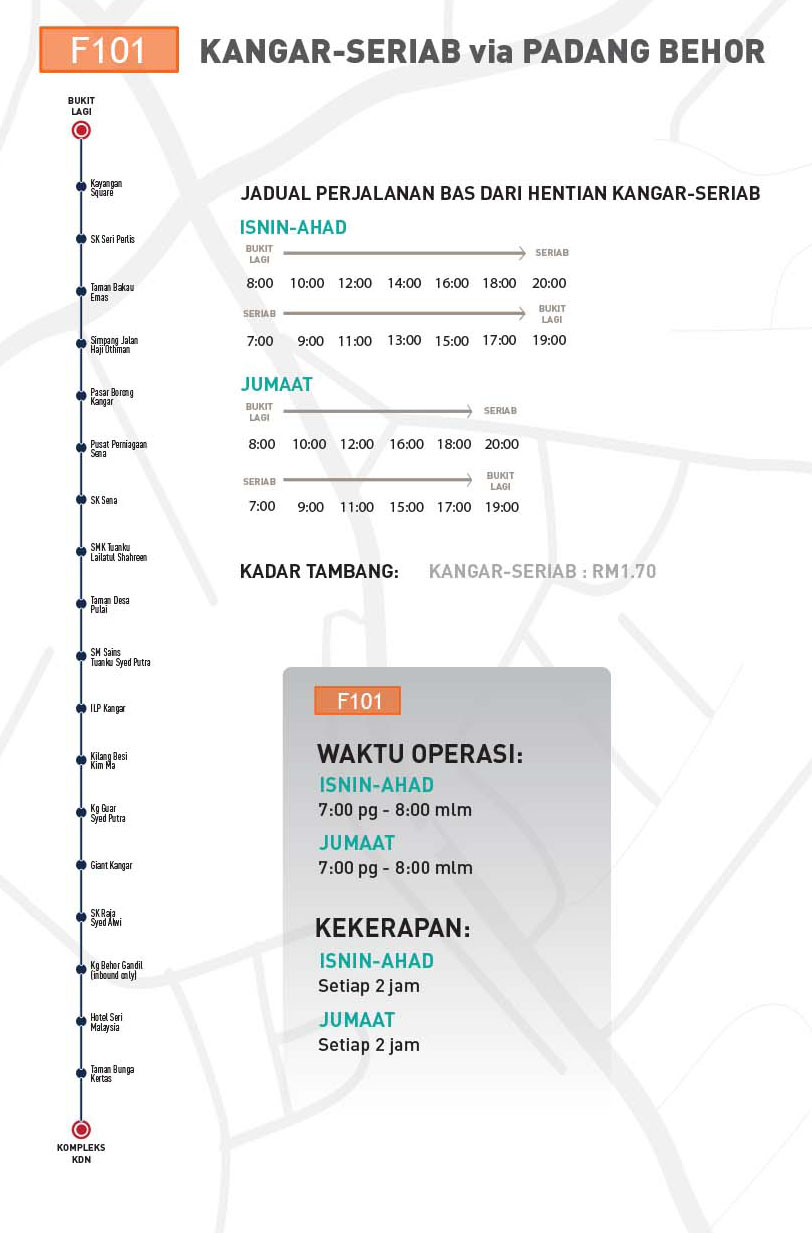 F101 KANGAR-SERIAB via PADANG BEHOR
BUKIT
LAGI
Kayangan
Square
SK Seri Perlis
Taman Bakau
Emas
Simpang Jalan
Haji Othman
Pasar Borong
Kangar
Pusat Perniagaan
Sena
SK Sena
SMK Tuanku
Lailatul Shahreen
Taman Desa
Pulai
SM Sains
Tuanku Syed Putra
ILP Kangar
Kilang Besi
Kim Ma
Kg Guar
Syed Putra
Giant Kangar
SK Raja
Syed Alwi
Kg Behor Gandil
(inbound only)
Hotel Seri
Malaysia
Taman Bunga
Kertas
KOMPLEKS
KDN
JADUAL PERJALANAN BAS DARI HENTIAN KANGAR-SERIAB
ISNIN-AHAD
BUKIT
LAGI
SERIAB
8:00 10:00 12:00 14:00 16:00 18:00 20:00
SERIAB
BUKIT
LAGI
7:00 9:00 11:00 13:00 15:00 17:00 19:00
JUMAAT
BUKIT
LAGI
SERIAB
8:00 10:00 12:00 16:00 18:00 20:00
SERIAB
BUKIT
LAGI
7:00 9:00 11:00 15:00 17:00 19:00
KADAR TAMBANG: KANGAR-SERIAB : RM1.70
F101
WAKTU OPERASI:
ISNIN-AHAD
7:00 pg - 8:00 mlm
JUMAAT
7:00 pg - 8:00 mlm
KEKERAPAN:
ISNIN-AHAD
Setiap 2 jam
JUMAAT
Setiap 2 jam